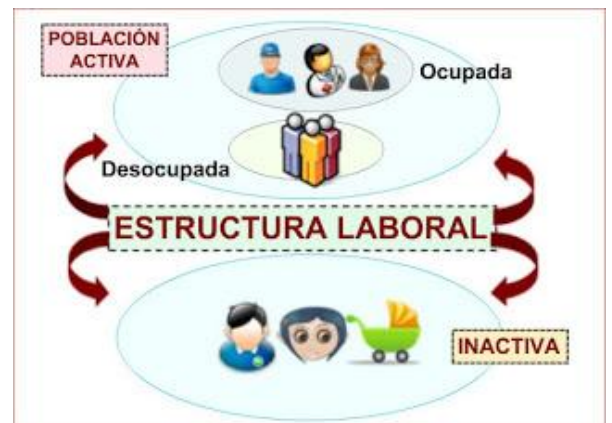 POBLACIÓN
ACTIVA
Ocupada
Desocupada
ESTRUCTURA LABORAL
INACTIVA